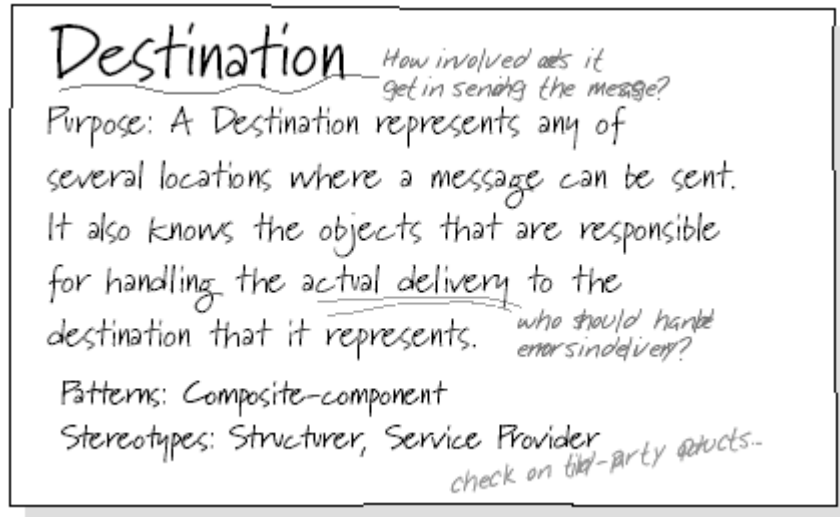 Destination
How involved does it
get in sending the message?
Purpose: A Destination represents any of
several locations where a message can be sent.
It also knows the objects that are responsible
for handling the actual delivery to the
destination that it represents.
who should handle
errors in delivery?
Patterns: Composite-component
Stereotypes: Structurer, Service Provider
check on third-party products...